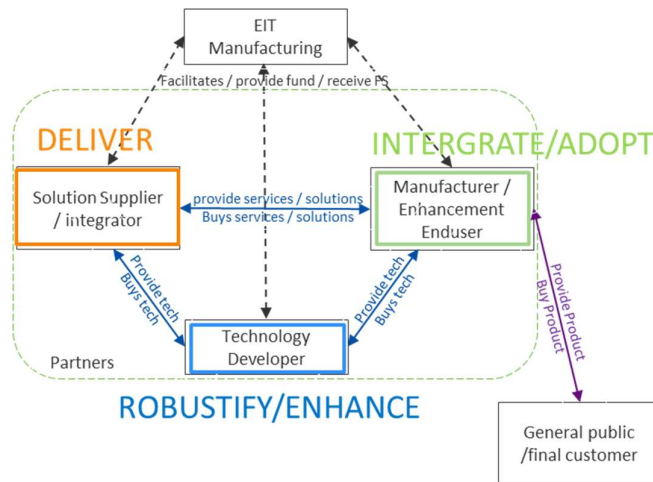 EIT
Manufacturing
Facilitates / provide fund / receive FS
DELIVER
INTERGRATE/ADOPT
Solution Supplier
/ integrator
provide services / solutions
Buys services / solutions
Manufacturer /
Enhancement
Enduser
Provide tech
Buys tech
Provide tech
Buys tech
Provide Product
Buy Product
Technology
Developer
Partners
ROBUSTIFY/ENHANCE
General public
/final customer